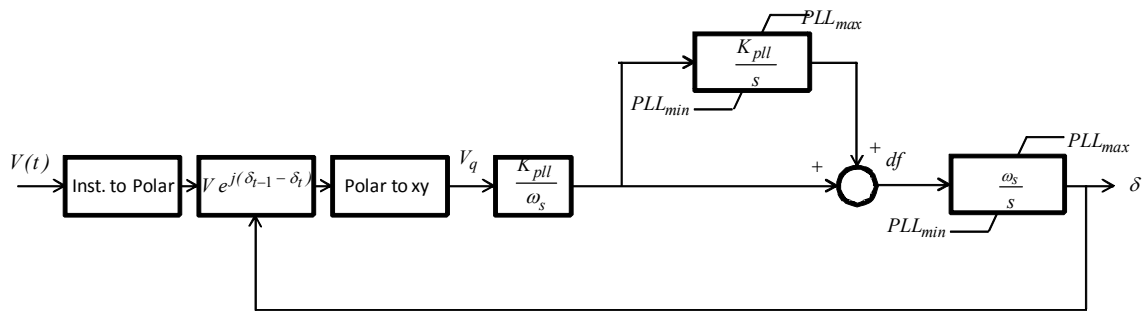 PLL_max
K_pll
s
PLL_min
V(t)
Inst. to Polar
V e^{j(δ_{t-1} - δ_t)}
Polar to xy
V_q
K_pll
ω_s
+
+
df
PLL_max
ω_s
s
PLL_min
δ